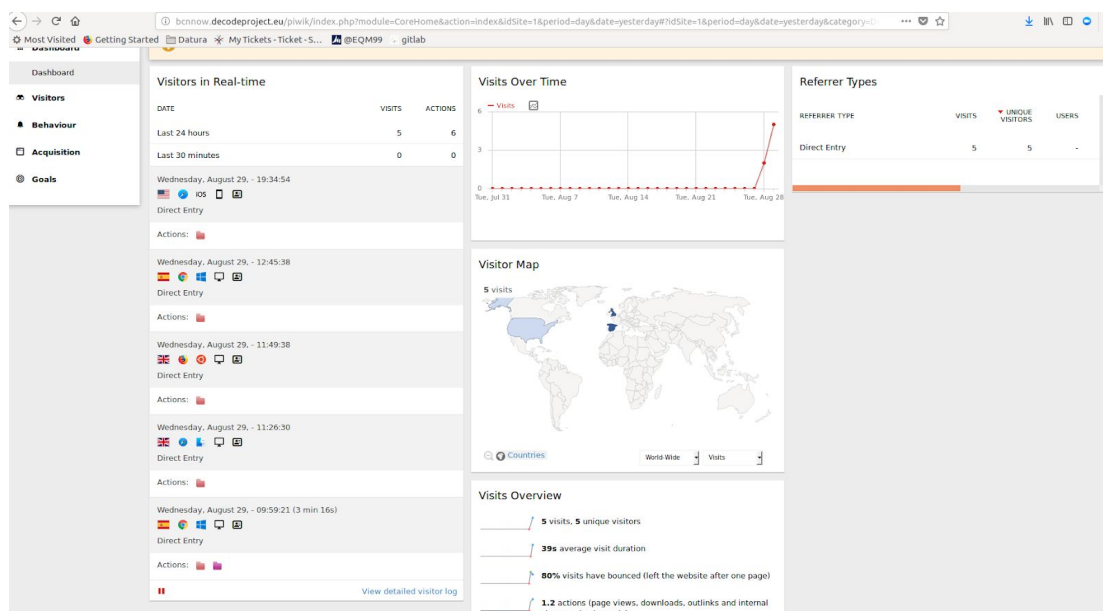 bcnnow.decodeproject.eu/piwik/index.php?module=CoreHome&action=index&idSite=1&period=day&date=yesterday#?idSite=1&period=day&date=yesterday&category=D
Most Visited Getting Started Datura My Tickets - Ticket - S... @EQM99 gitlab
Dashboard
Dashboard
Visitors
Behaviour
Acquisition
Goals
Visitors in Real-time
DATE VISITS ACTIONS
Last 24 hours 5 6
Last 30 minutes 0 0
Wednesday, August 29, - 19:34:54
iOS
Direct Entry
Actions:
Wednesday, August 29, - 12:45:38
Direct Entry
Actions:
Wednesday, August 29, - 11:49:38
Direct Entry
Actions:
Wednesday, August 29, - 11:26:30
Direct Entry
Actions:
Wednesday, August 29, - 09:59:21 (3 min 16s)
Direct Entry
Actions:
View detailed visitor log
Visits Over Time
Visits
6
3
0
Tue, Jul 31 Tue, Aug 7 Tue, Aug 14 Tue, Aug 21 Tue, Aug 28
Visitor Map
5 visits
Countries
World-Wide Visits
Visits Overview
5 visits, 5 unique visitors
39s average visit duration
80% visits have bounced (left the website after one page)
1.2 actions (page views, downloads, outlinks and internal
Referrer Types
REFERRER TYPE VISITS UNIQUE VISITORS USERS
Direct Entry 5 5 -